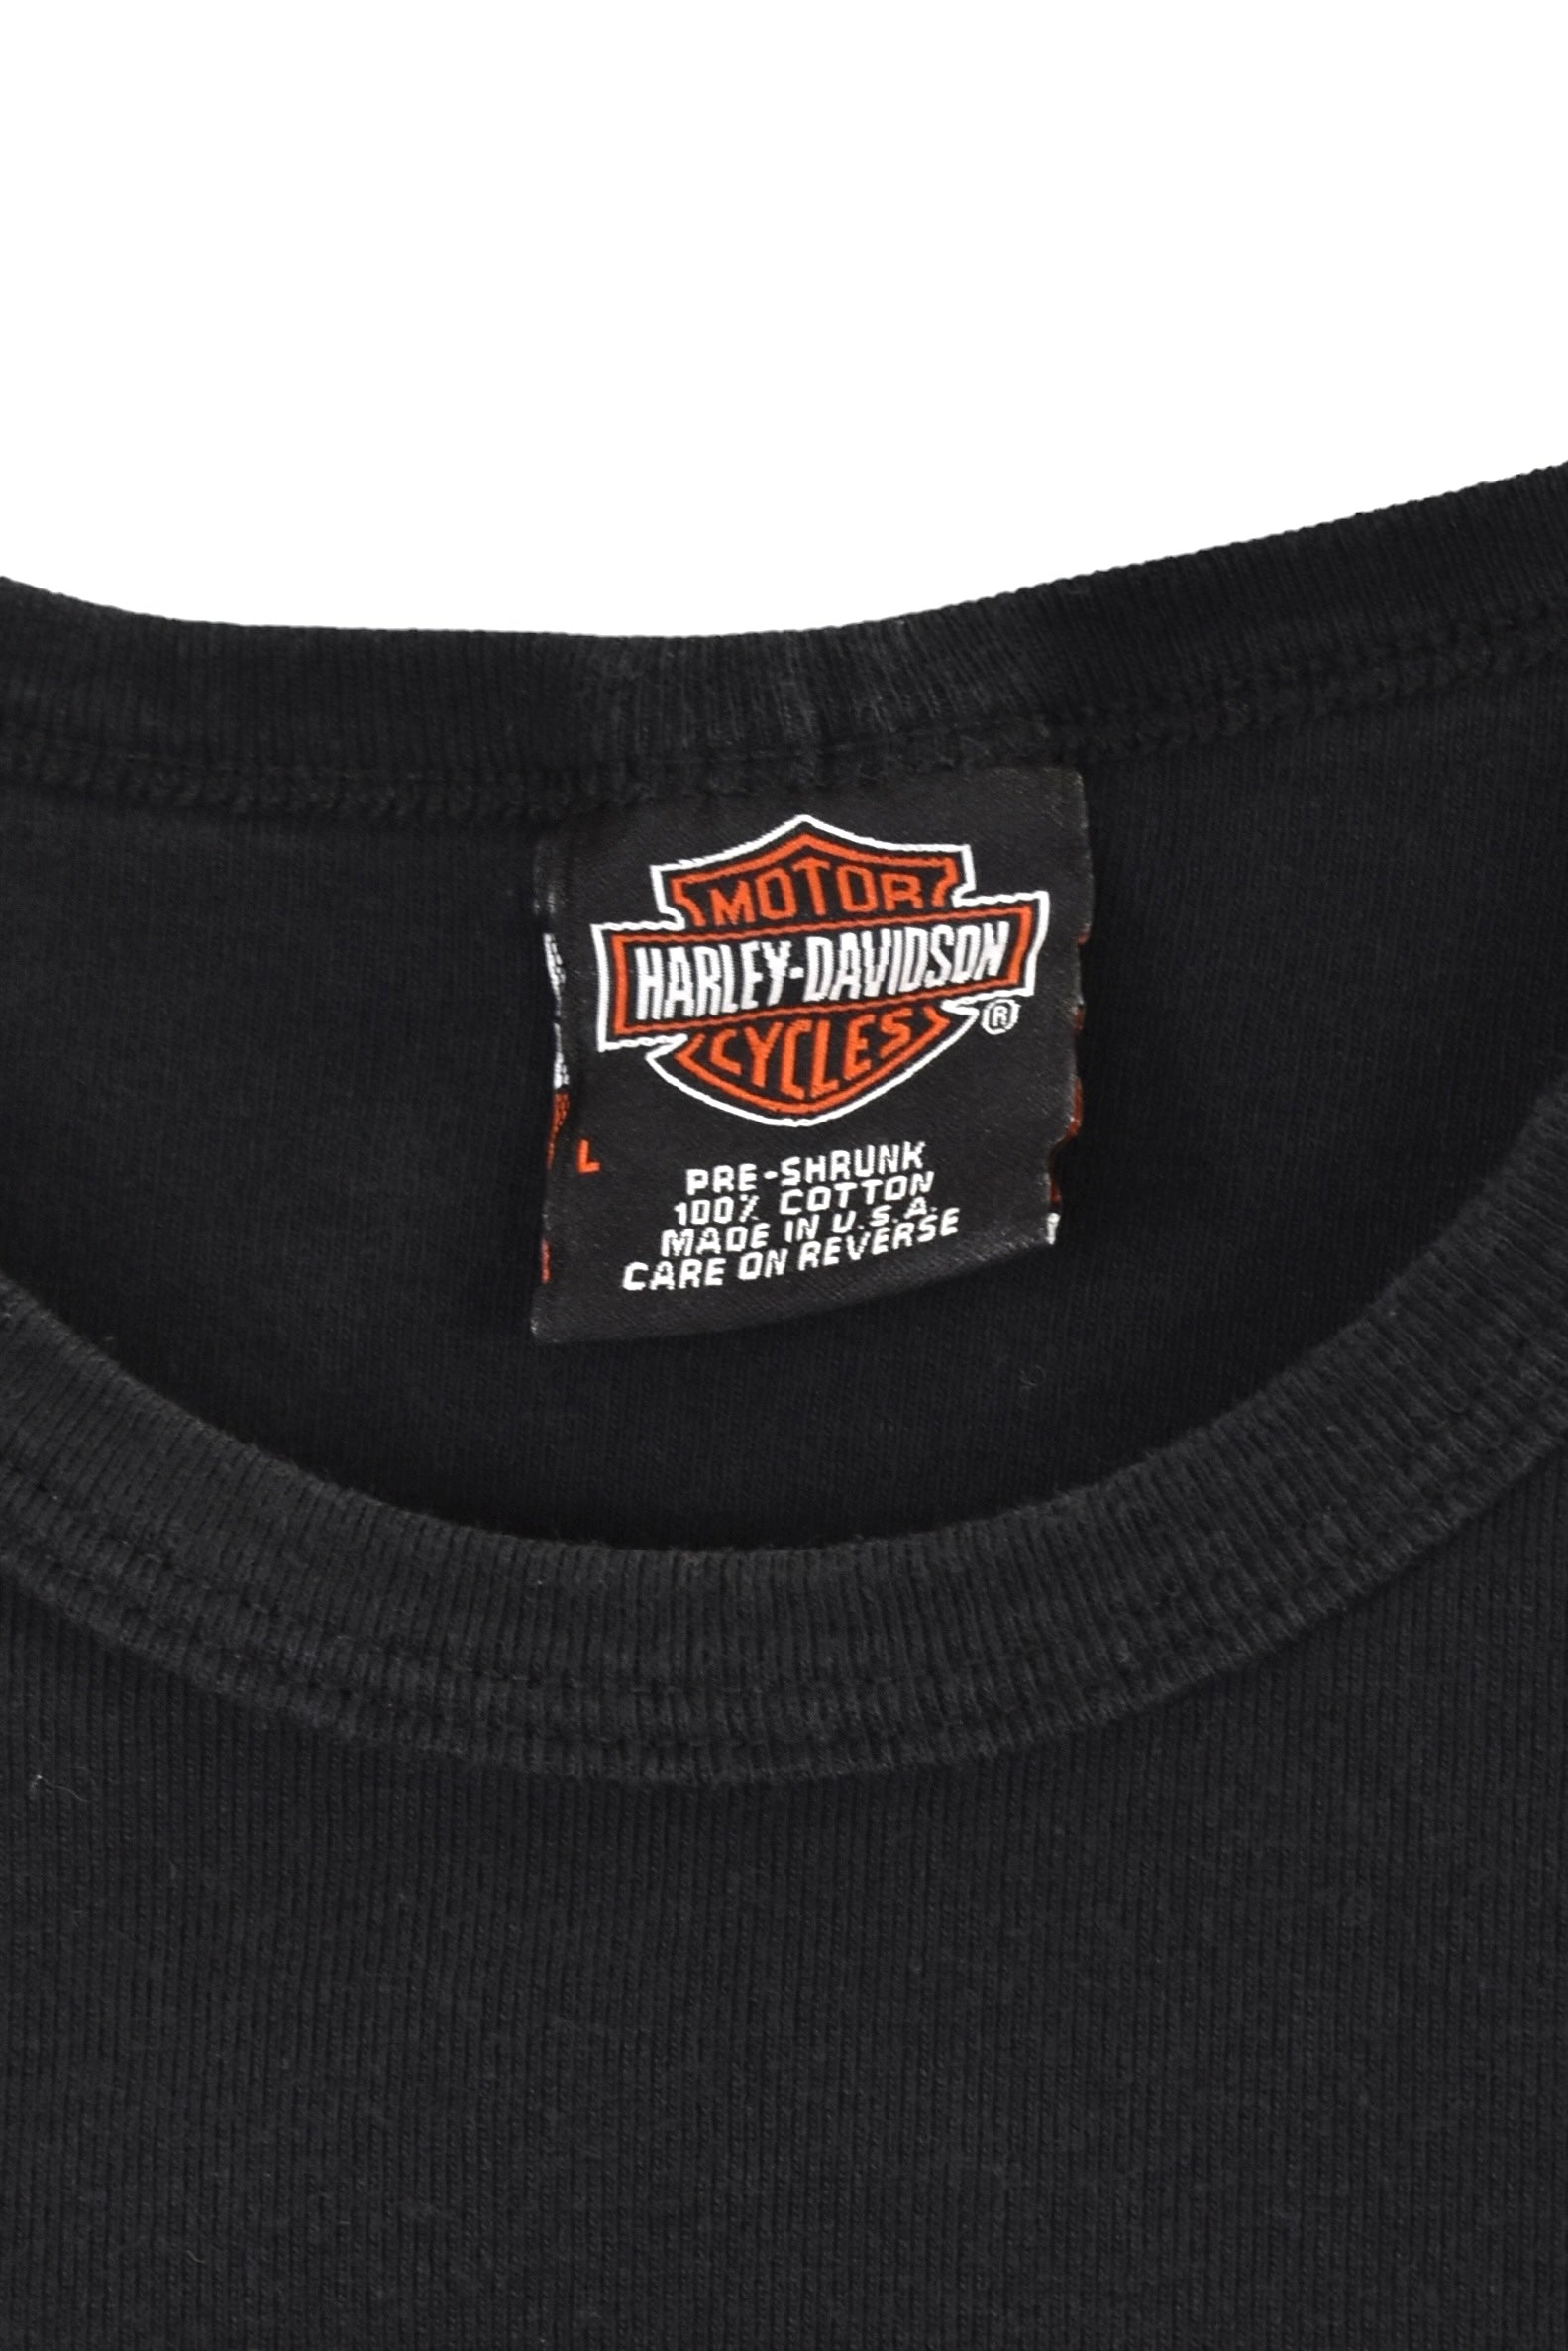 MOTOR
HARLEY-DAVIDSON
CYCLES
®
L
PRE-SHRUNK
100% COTTON
MADE IN U.S.A.
CARE ON REVERSE